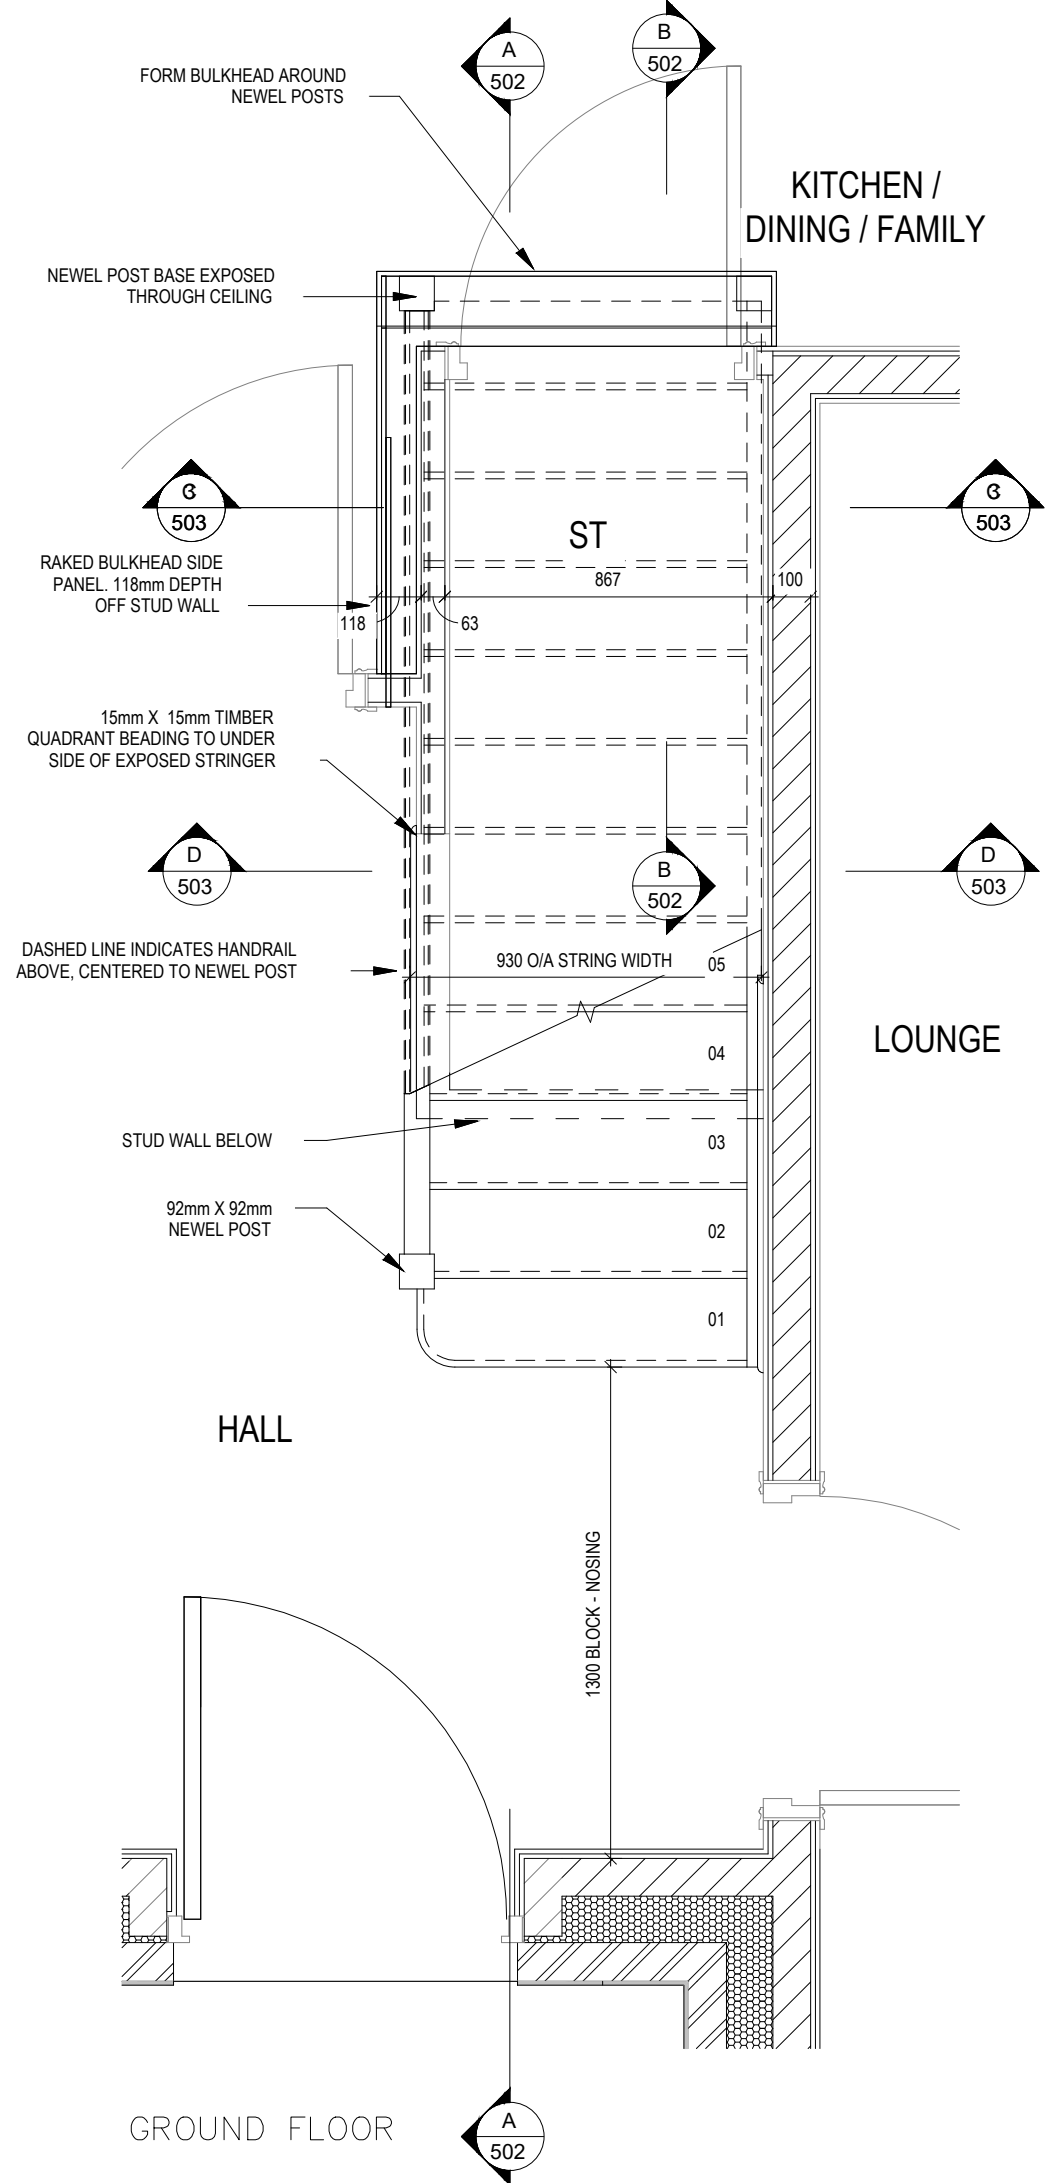 A
502
B
502
FORM BULKHEAD AROUND
NEWEL POSTS
KITCHEN /
DINING / FAMILY
NEWEL POST BASE EXPOSED
THROUGH CEILING
503
503
ST
RAKED BULKHEAD SIDE
PANEL. 118mm DEPTH
OFF STUD WALL
867
100
118
63
15mm X 15mm TIMBER
QUADRANT BEADING TO UNDER
SIDE OF EXPOSED STRINGER
D
503
B
502
D
503
DASHED LINE INDICATES HANDRAIL
ABOVE, CENTERED TO NEWEL POST
930 O/A STRING WIDTH
05
04
LOUNGE
STUD WALL BELOW
03
92mm X 92mm
NEWEL POST
02
01
HALL
1300 BLOCK - NOSING
GROUND FLOOR
A
502